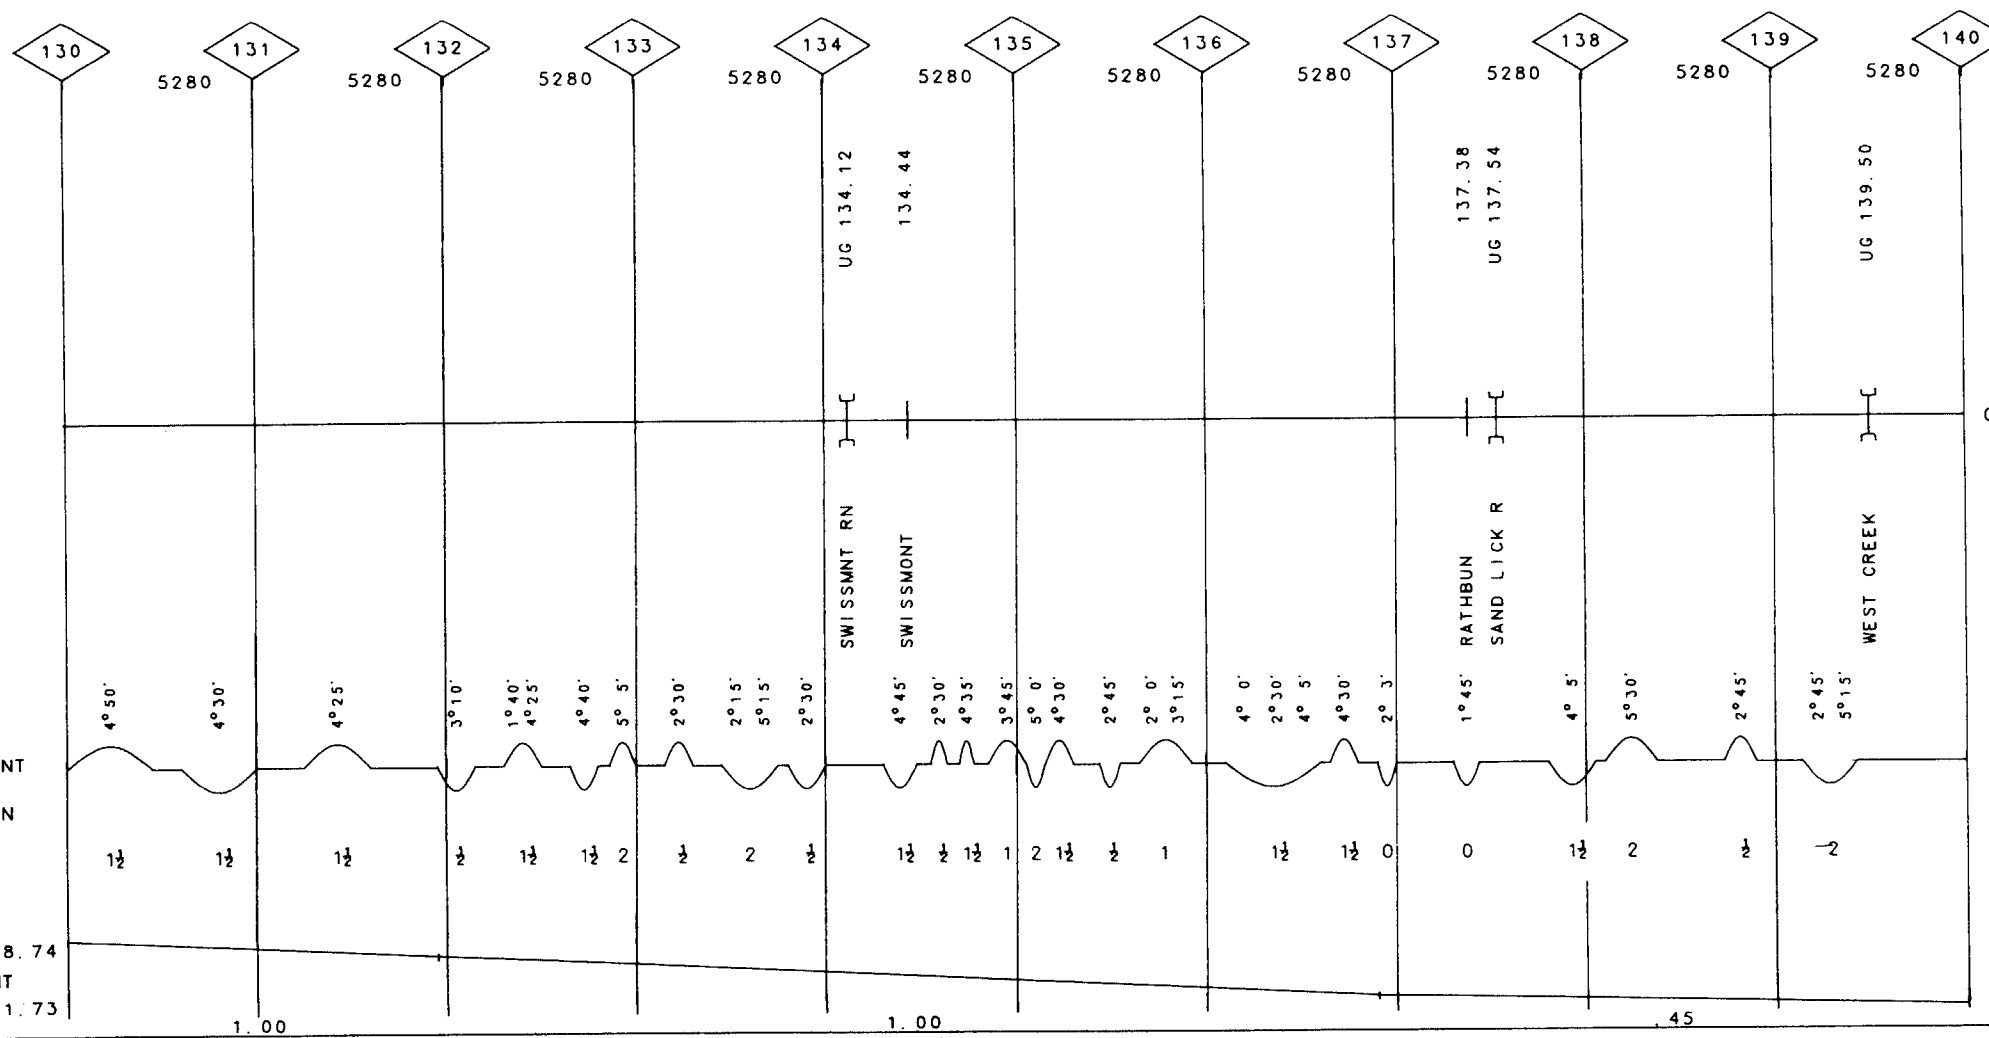 130 131 132 133 134 135 136 137 138 139 140
5280 5280 5280 5280 5280 5280 5280 5280 5280 5280
UG 134.12
134.44
137.38
UG 137.54
UG 139.50
SWISSMNT RN
SWISSMONT
RATHBUN
SAND LICK R
WEST CREEK
4°50' 4°30' 4°25' 3°10' 1°40' 4°25' 4°40' 5° 5' 2°30' 2°15' 5°15' 2°30' 4°45' 2°30' 4°35' 3°45' 5° 0' 4°30' 2°45' 2° 0' 3°15' 4° 0' 2°30' 4° 5' 4°30' 2° 3' 1°45' 4° 5' 5°30' 2°45' 2°45' 5°15'
NT
N
1½ 1½ 1½ ½ 1½ 1½ 2 ½ 2 ½ 1½ ½ 1½ 1 2 1½ ½ 1 1½ 1½ 0 0 1½ 2 ½ 2
8.74
IT
1.73
1.00 1.00 .45